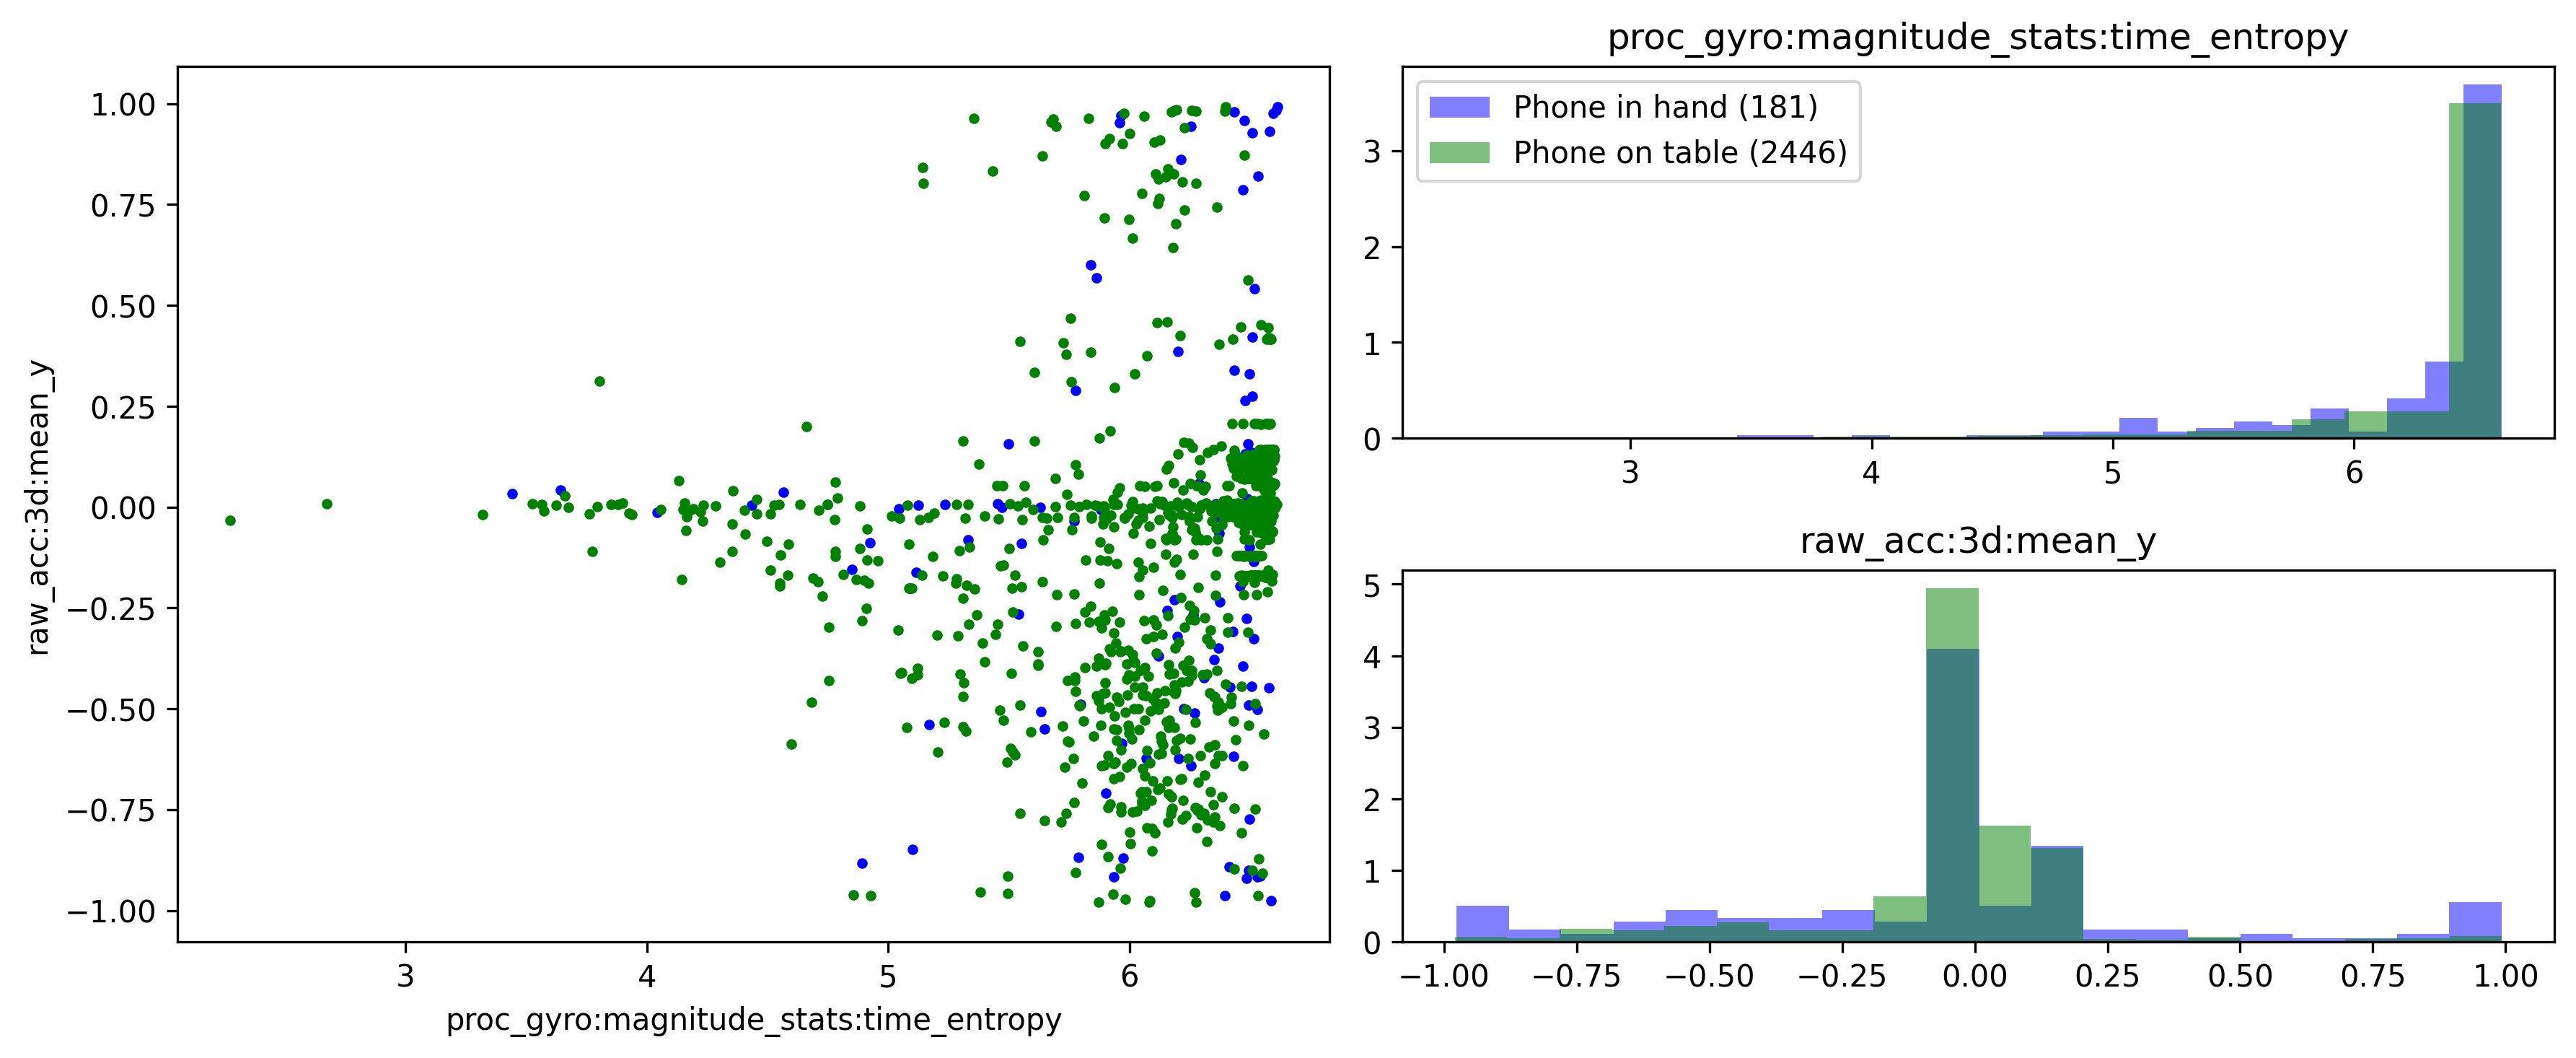 1.00
0.75
0.50
0.25
0.00
−0.25
−0.50
−0.75
−1.00
raw_acc:3d:mean_y
3 4 5 6
proc_gyro:magnitude_stats:time_entropy
proc_gyro:magnitude_stats:time_entropy
Phone in hand (181)
Phone on table (2446)
3
2
1
0
3 4 5 6
raw_acc:3d:mean_y
5
4
3
2
1
0
−1.00 −0.75 −0.50 −0.25 0.00 0.25 0.50 0.75 1.00